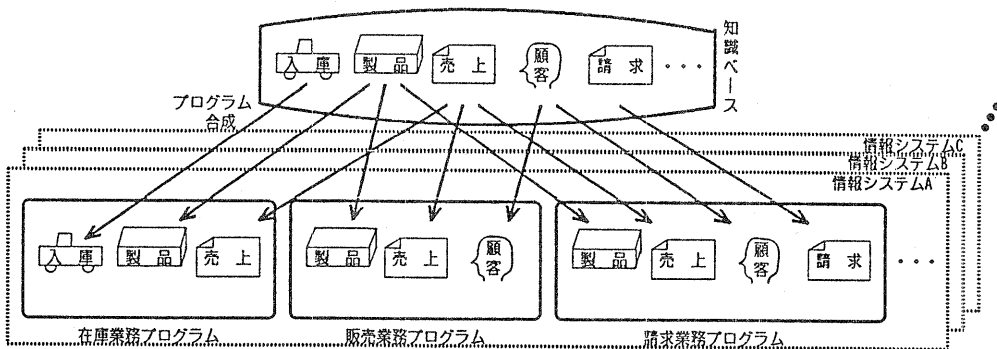 知識ベース
入庫
製品
売上
顧客
請求
・・・
プログラム
合成
情報システムC
情報システムB
情報システムA
入庫
製品
売上
製品
売上
顧客
製品
売上
顧客
請求
・・・
在庫業務プログラム
販売業務プログラム
請求業務プログラム